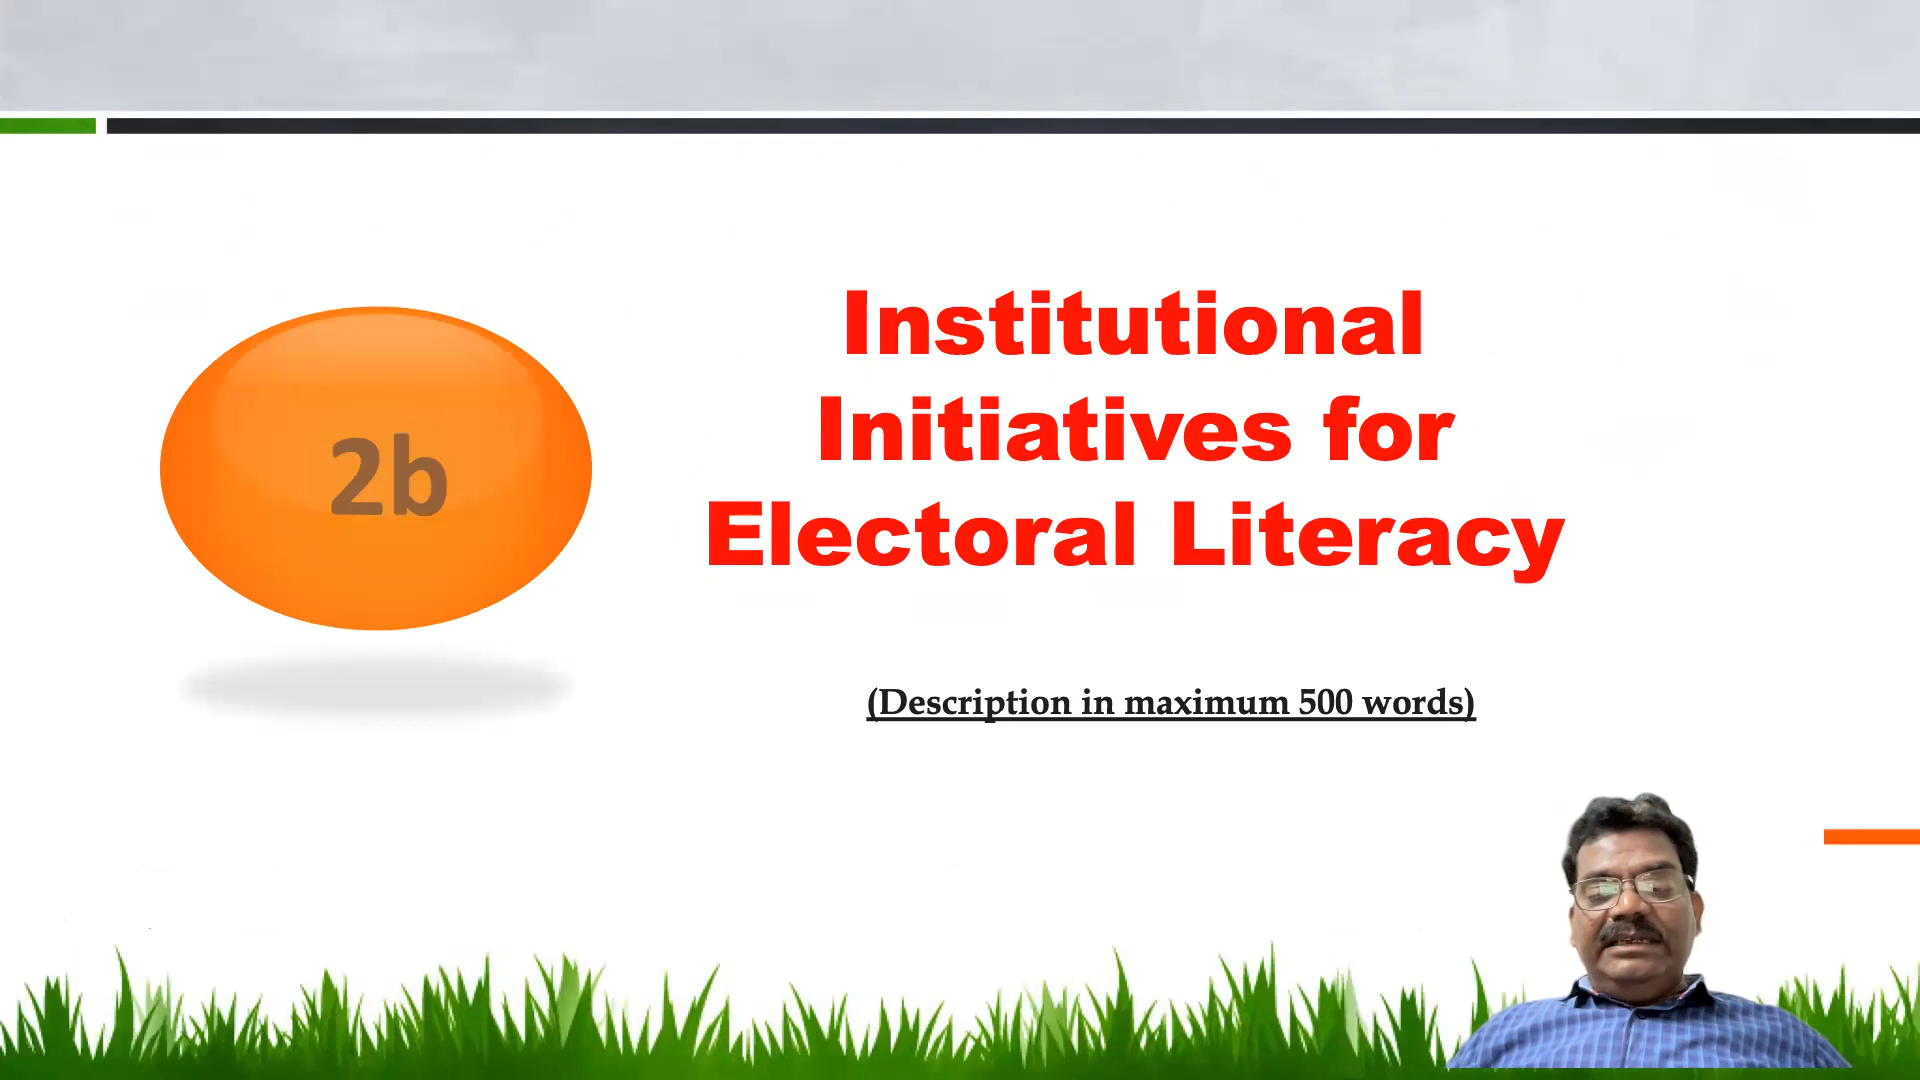 2b
Institutional
Initiatives for
Electoral Literacy
(Description in maximum 500 words)